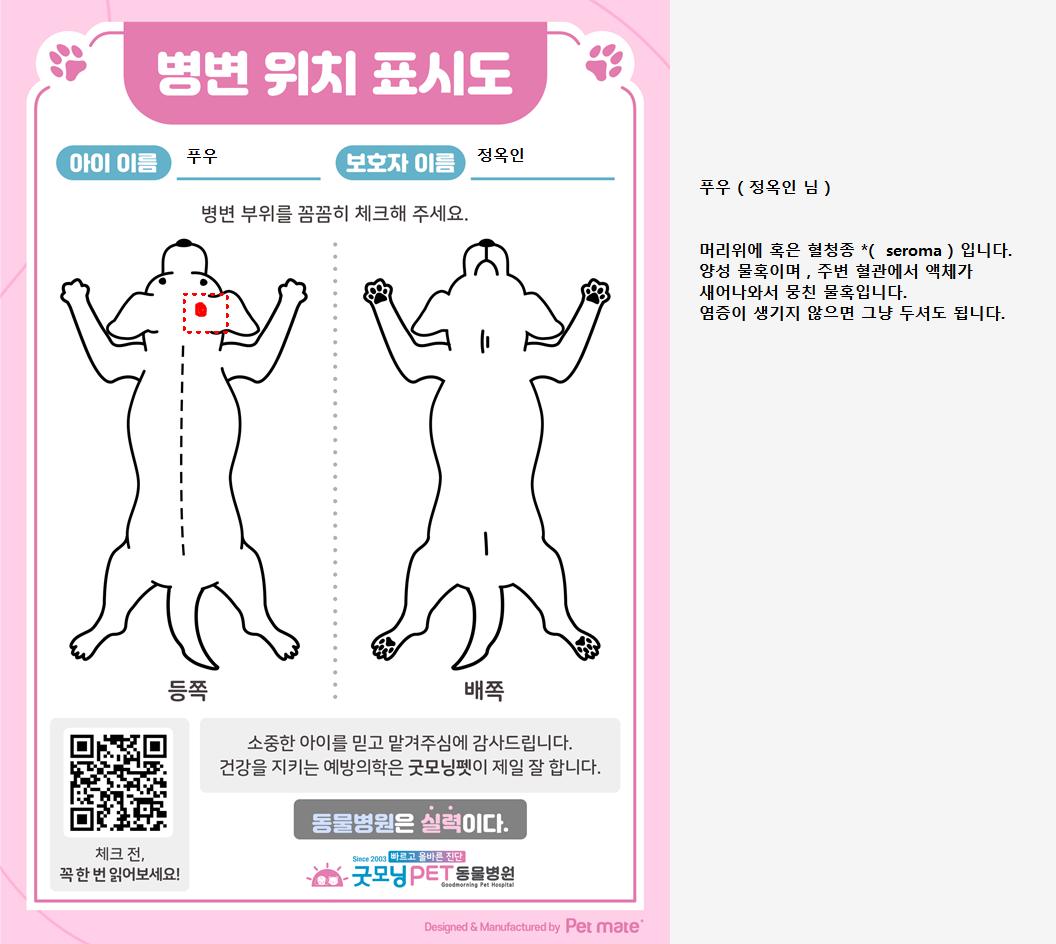 병변 위치 표시도
아이 이름 푸우
보호자 이름 정옥인
병변 부위를 꼼꼼히 체크해 주세요.
등쪽
배쪽
체크 전,
꼭 한 번 읽어보세요!
소중한 아이를 믿고 맡겨주심에 감사드립니다.
건강을 지키는 예방의학은 굿모닝펫이 제일 잘 합니다.
동물병원은 실력이다.
Since 2003 빠르고 올바른 진단
굿모닝PET동물병원
Goodmorning Pet Hospital
Designed & Manufactured by Pet mate
푸우 ( 정옥인 님 )
머리위에 혹은 혈청종 *( seroma ) 입니다.
양성 물혹이며 , 주변 혈관에서 액체가
새어나와서 뭉친 물혹입니다.
염증이 생기지 않으면 그냥 두셔도 됩니다.